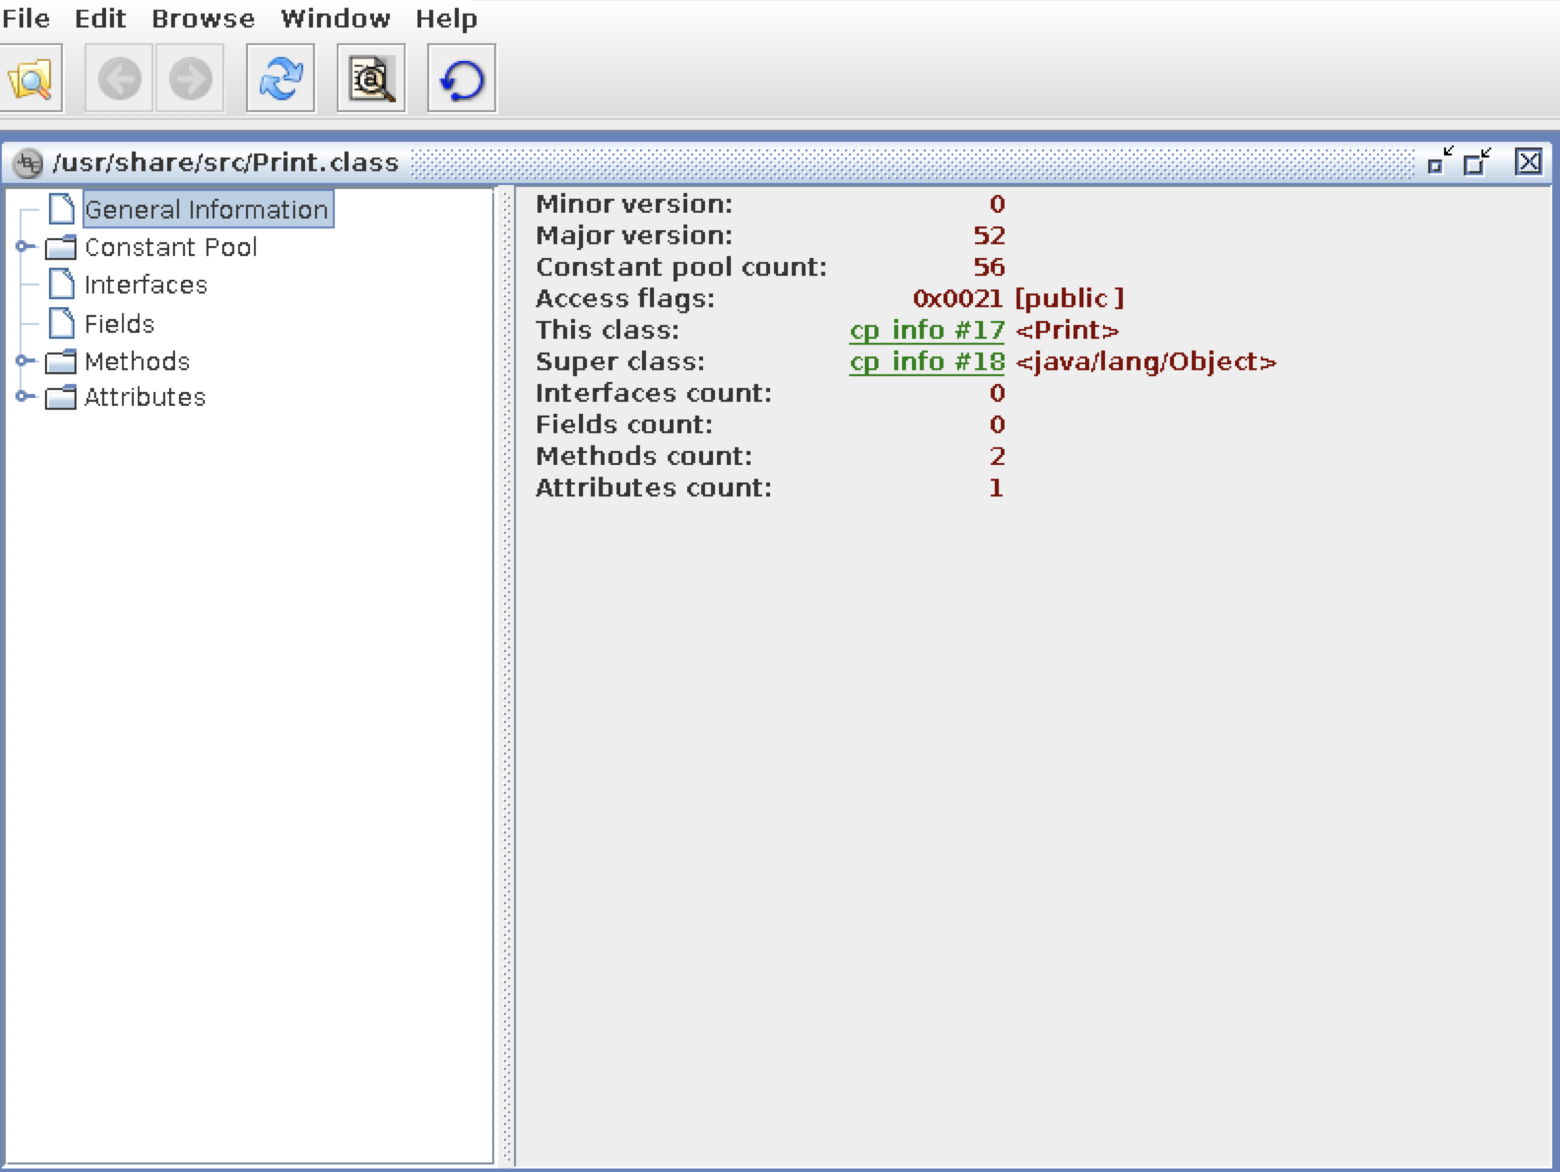 File Edit Browse Window Help
/usr/share/src/Print.class
General Information
Constant Pool
Interfaces
Fields
Methods
Attributes
Minor version: 0
Major version: 52
Constant pool count: 56
Access flags: 0x0021 [public ]
This class: cp_info #17 <Print>
Super class: cp_info #18 <java/lang/Object>
Interfaces count: 0
Fields count: 0
Methods count: 2
Attributes count: 1